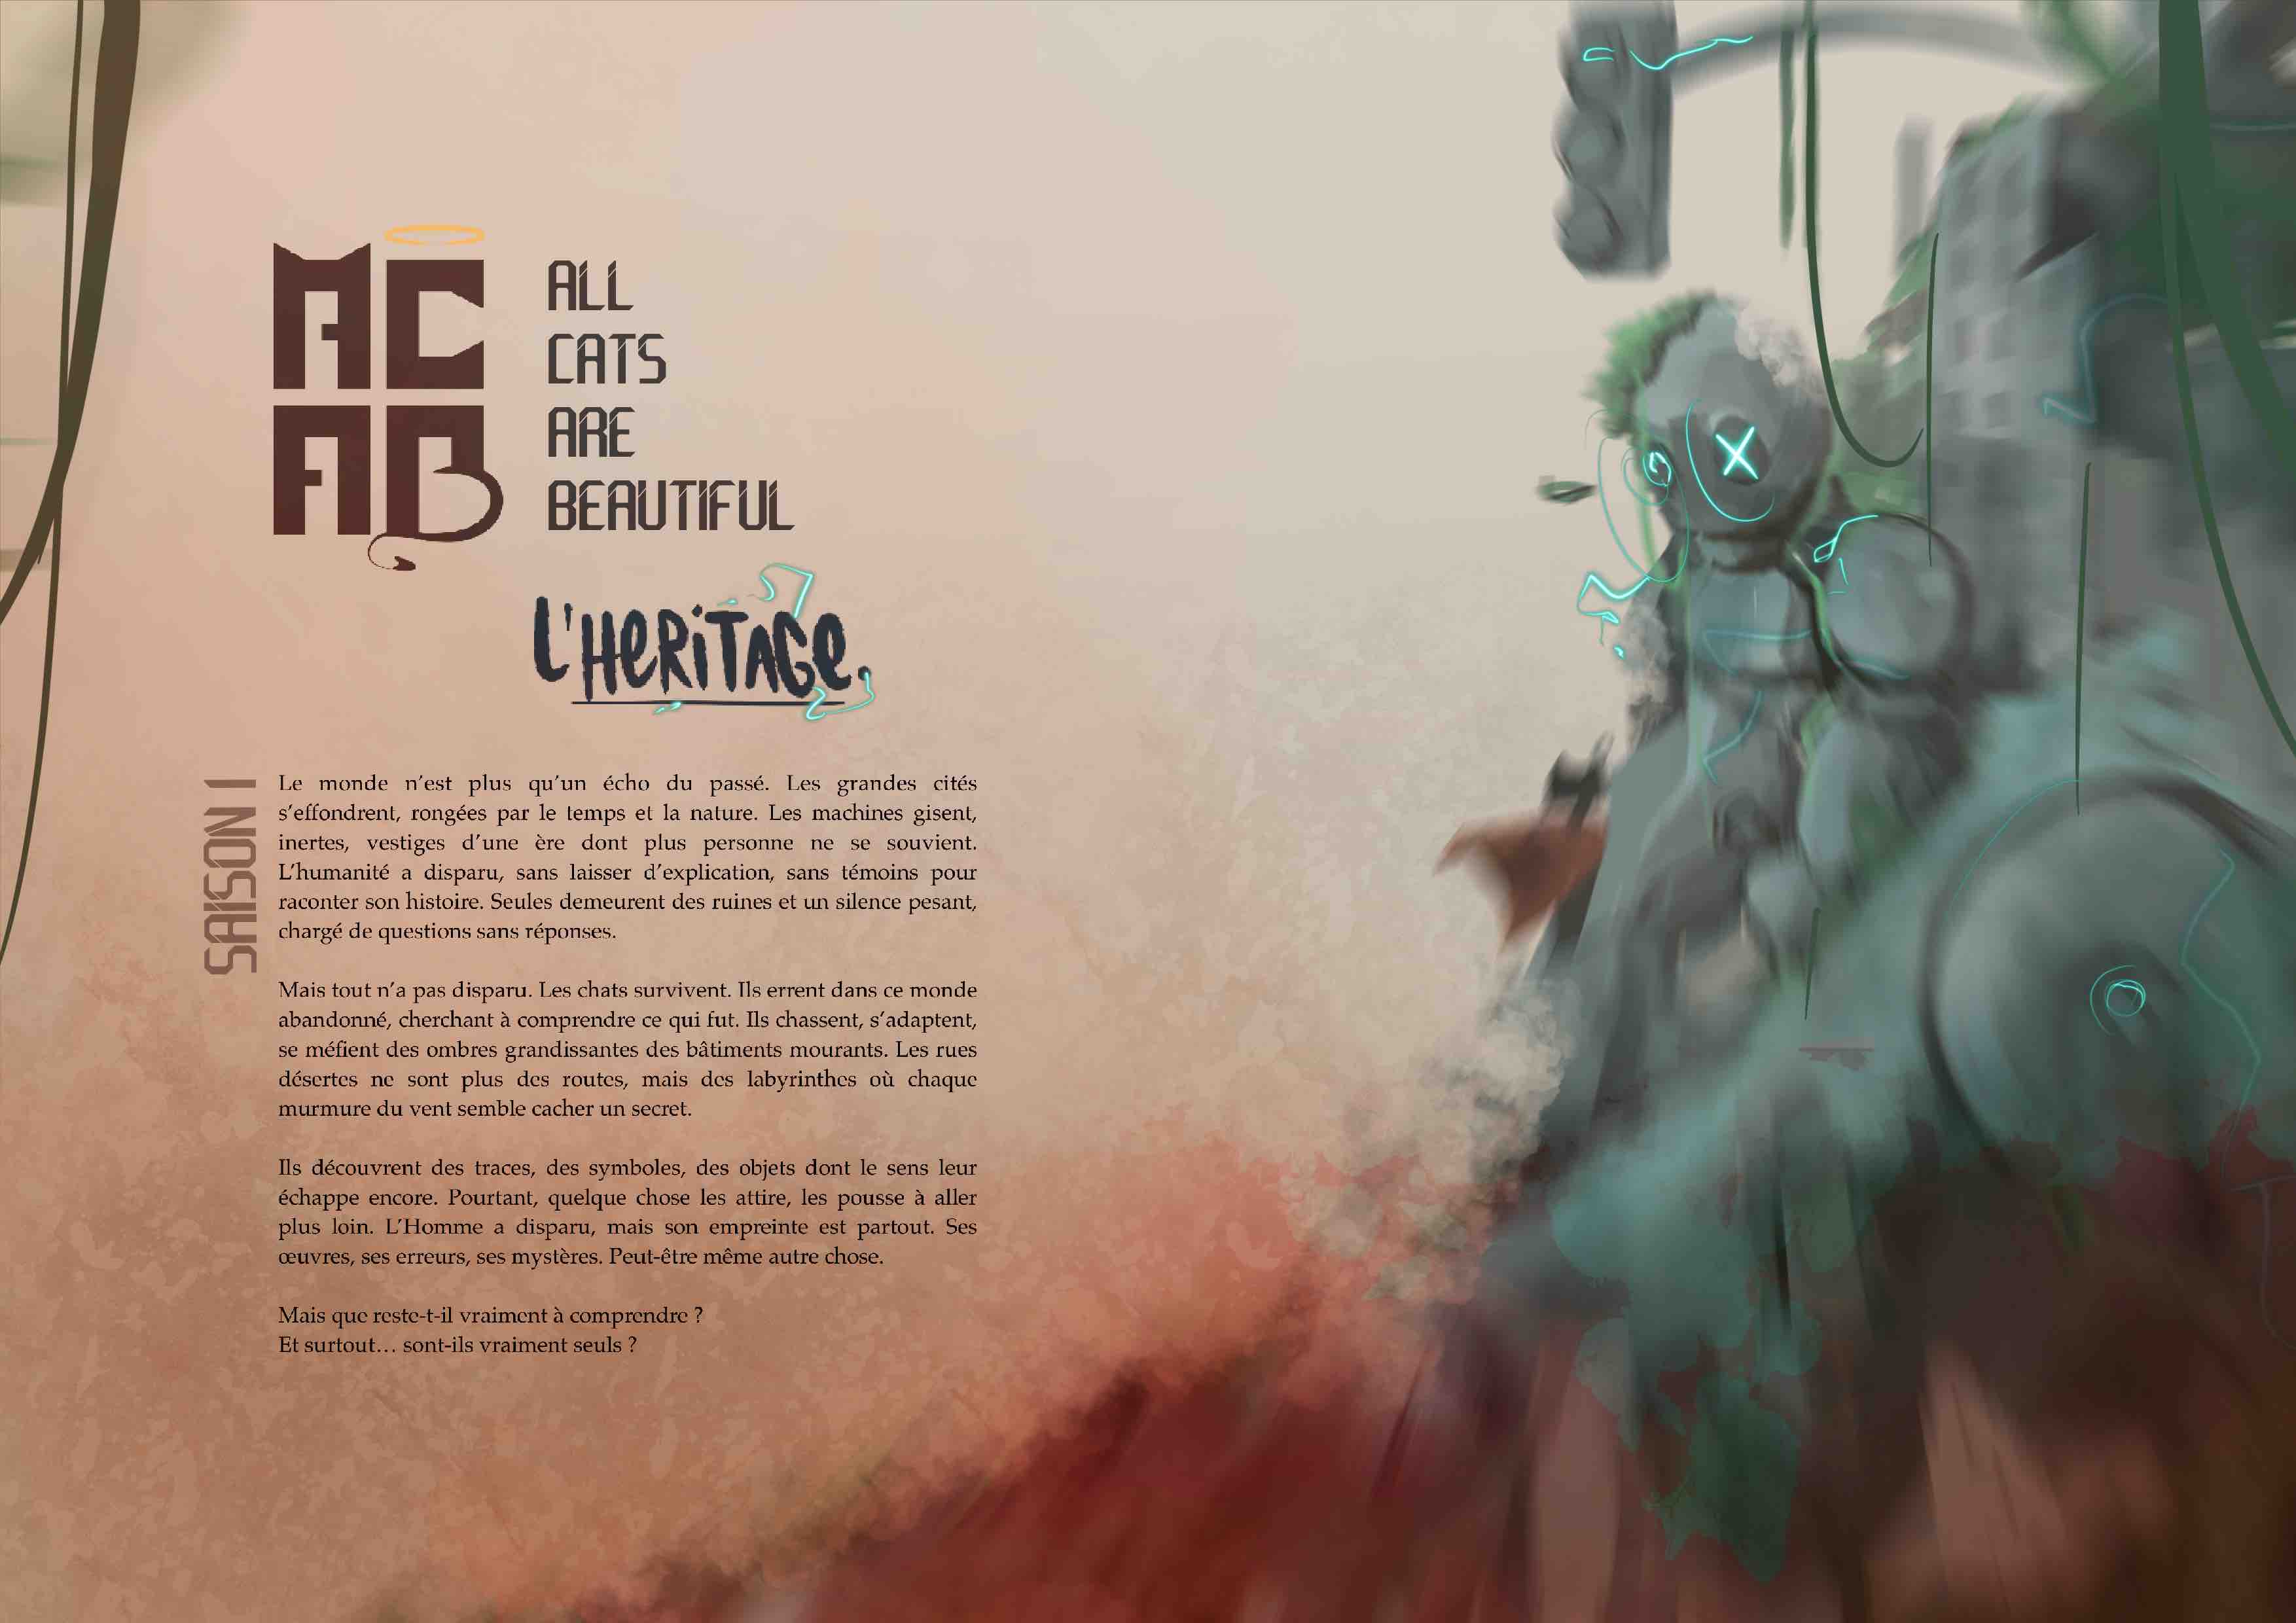 AC
AB
ALL
CATS
ARE
BEAUTIFUL
L'HERiTAGe.
SAISON 1
Le monde n’est plus qu’un écho du passé. Les grandes cités
s’effondrent, rongées par le temps et la nature. Les machines gisent,
inertes, vestiges d’une ère dont plus personne ne se souvient.
L’humanité a disparu, sans laisser d’explication, sans témoins pour
raconter son histoire. Seules demeurent des ruines et un silence pesant,
chargé de questions sans réponses.
Mais tout n’a pas disparu. Les chats survivent. Ils errent dans ce monde
abandonné, cherchant à comprendre ce qui fut. Ils chassent, s’adaptent,
se méfient des ombres grandissantes des bâtiments mourants. Les rues
désertes ne sont plus des routes, mais des labyrinthes où chaque
murmure du vent semble cacher un secret.
Ils découvrent des traces, des symboles, des objets dont le sens leur
échappe encore. Pourtant, quelque chose les attire, les pousse à aller
plus loin. L’Homme a disparu, mais son empreinte est partout. Ses
œuvres, ses erreurs, ses mystères. Peut-être même autre chose.
Mais que reste-t-il vraiment à comprendre ?
Et surtout… sont-ils vraiment seuls ?